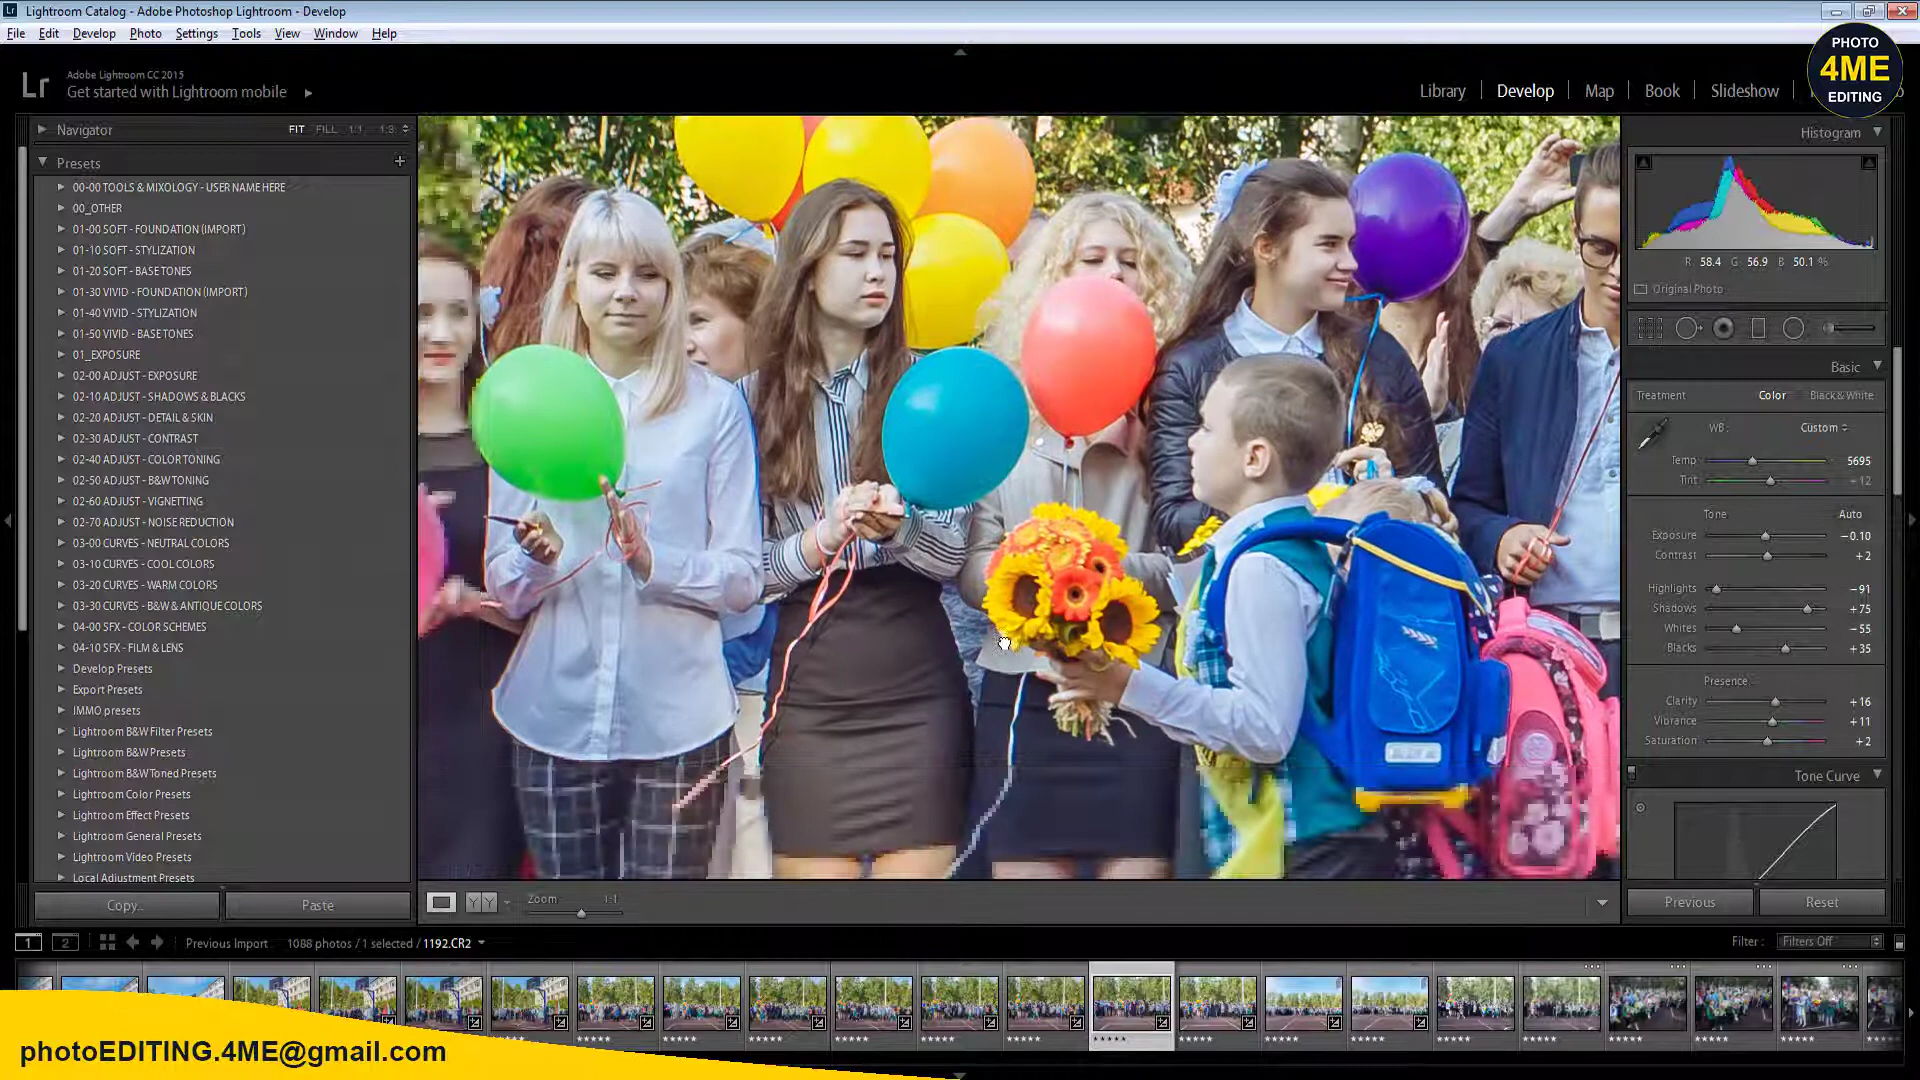 Lightroom Catalog - Adobe Photoshop Lightroom - Develop
File Edit Develop Photo Settings Tools View Window Help
PHOTO
4ME
EDITING
Lr
Adobe Lightroom CC 2015
Get started with Lightroom mobile
Library Develop Map Book Slideshow
Navigator FIT FILL 1:1 1:3
Presets
00-00 TOOLS & MIXOLOGY - USER NAME HERE
00_OTHER
01-00 SOFT - FOUNDATION (IMPORT)
01-10 SOFT - STYLIZATION
01-20 SOFT - BASE TONES
01-30 VIVID - FOUNDATION (IMPORT)
01-40 VIVID - STYLIZATION
01-50 VIVID - BASE TONES
01_EXPOSURE
02-00 ADJUST - EXPOSURE
02-10 ADJUST - SHADOWS & BLACKS
02-20 ADJUST - DETAIL & SKIN
02-30 ADJUST - CONTRAST
02-40 ADJUST - COLOR TONING
02-50 ADJUST - B&W TONING
02-60 ADJUST - VIGNETTING
02-70 ADJUST - NOISE REDUCTION
03-00 CURVES - NEUTRAL COLORS
03-10 CURVES - COOL COLORS
03-20 CURVES - WARM COLORS
03-30 CURVES - B&W & ANTIQUE COLORS
04-00 SFX - COLOR SCHEMES
04-10 SFX - FILM & LENS
Develop Presets
Export Presets
IMMO presets
Lightroom B&W Filter Presets
Lightroom B&W Presets
Lightroom B&W Toned Presets
Lightroom Color Presets
Lightroom Effect Presets
Lightroom General Presets
Lightroom Video Presets
Local Adjustment Presets
Copy... Paste
Zoom 1:1
Histogram
R 58.4 G 56.9 B 50.1 %
Original Photo
Basic
Treatment Color Black & White
WB: Custom
Temp 5695
Tint - 12
Tone Auto
Exposure -0.10
Contrast +2
Highlights -91
Shadows +75
Whites -55
Blacks +35
Presence
Clarity +16
Vibrance +11
Saturation +2
Tone Curve
Previous Reset
1 2 Previous Import 1088 photos / 1 selected / 1192.CR2
Filter : Filters Off
photoEDITING.4ME@gmail.com